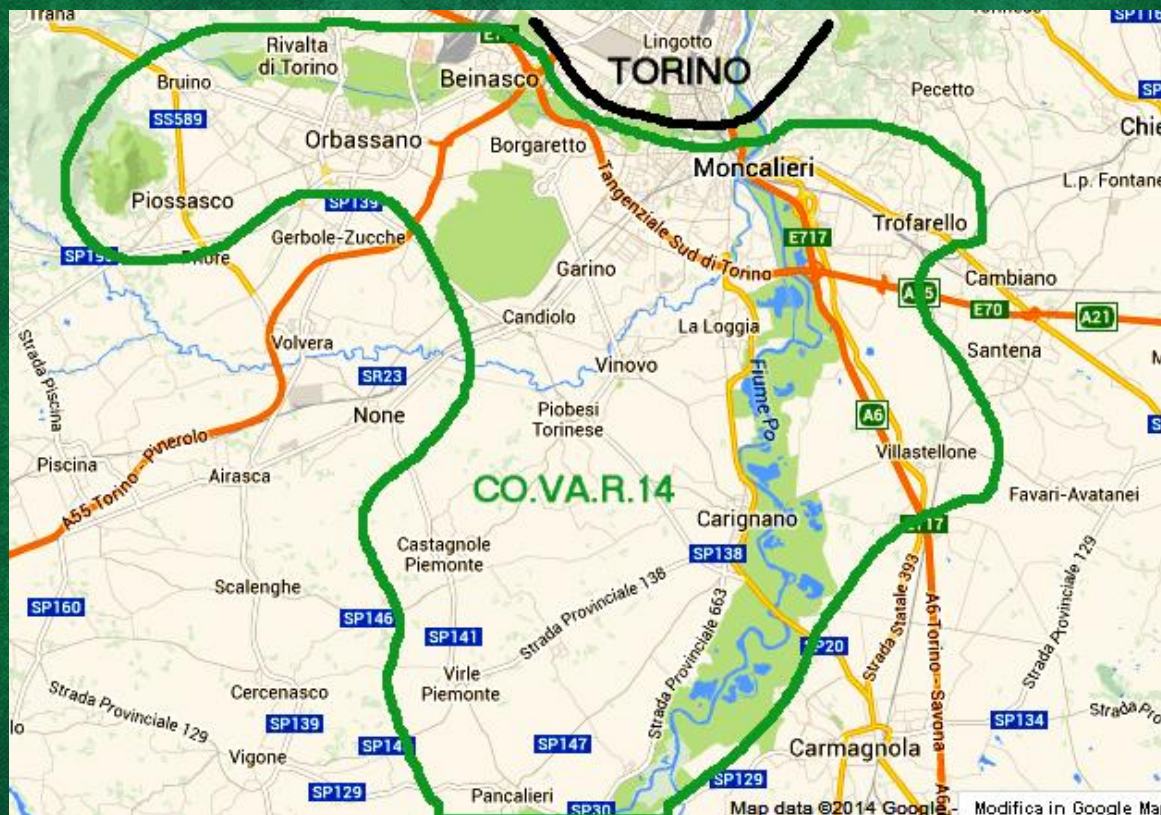 Trana
SP116
Rivalta
di Torino
Lingotto
TORINO
Bruino
Beinasco
Pecetto
SS589
Orbassano
Borgaretto
Moncalieri
L.p. Fontane
Piossasco
SP139
Tangenziale Sud di Torino
Trofarello
Gerbole-Zucche
E717
Garino
Cambiano
E70
A21
Candiolo
La Loggia
Strada Piscina
Volvera
Santena
SR23
Vinovo
Fiume Po
None
Piobesi
Torinese
A6
Villastellone
Piscina
A55 Torino - Pinerolo
Airasca
CO.VA.R.14
Favari-Avatanei
Carignano
Castagnole
Piemonte
SP138
Scalenghe
Strada Provinciale 138
Strada Provinciale 663
Strada Statale 393
Strada Provinciale 129
SP160
SP146
SP141
SP20
A6 Torino - Savona
Virle
Piemonte
Cercenasco
Strada Provinciale 129
SP139
SP134
SP147
Carmagnola
Vigone
SP129
Pancalieri
SP129
SP30
Map data ©2014 Google - Modifica in Google Ma